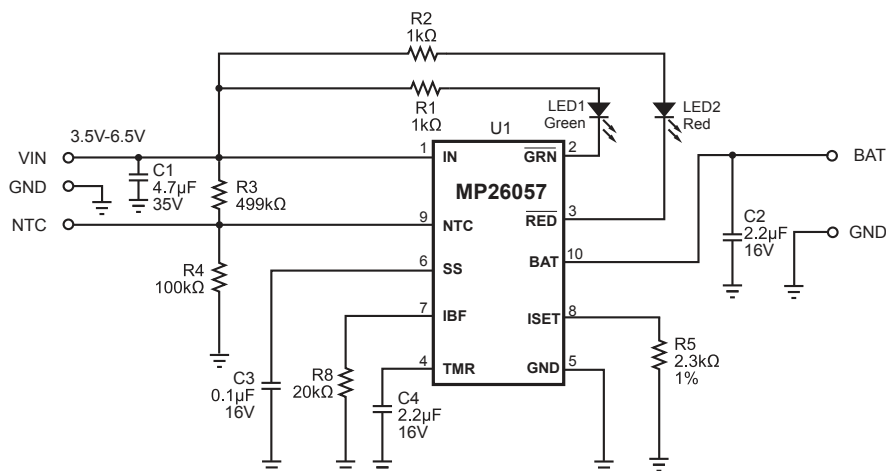 R2
1kΩ
R1
1kΩ
LED1
Green
LED2
Red
3.5V-6.5V
U1
VIN
1
IN
GRN
2
BAT
GND
C1
4.7µF
35V
R3
499kΩ
MP26057
NTC
9
NTC
RED
3
C2
2.2µF
16V
GND
R4
100kΩ
6
SS
BAT
10
7
IBF
ISET
8
R5
2.3kΩ
1%
C3
0.1µF
16V
R8
20kΩ
4
TMR
GND
5
C4
2.2µF
16V